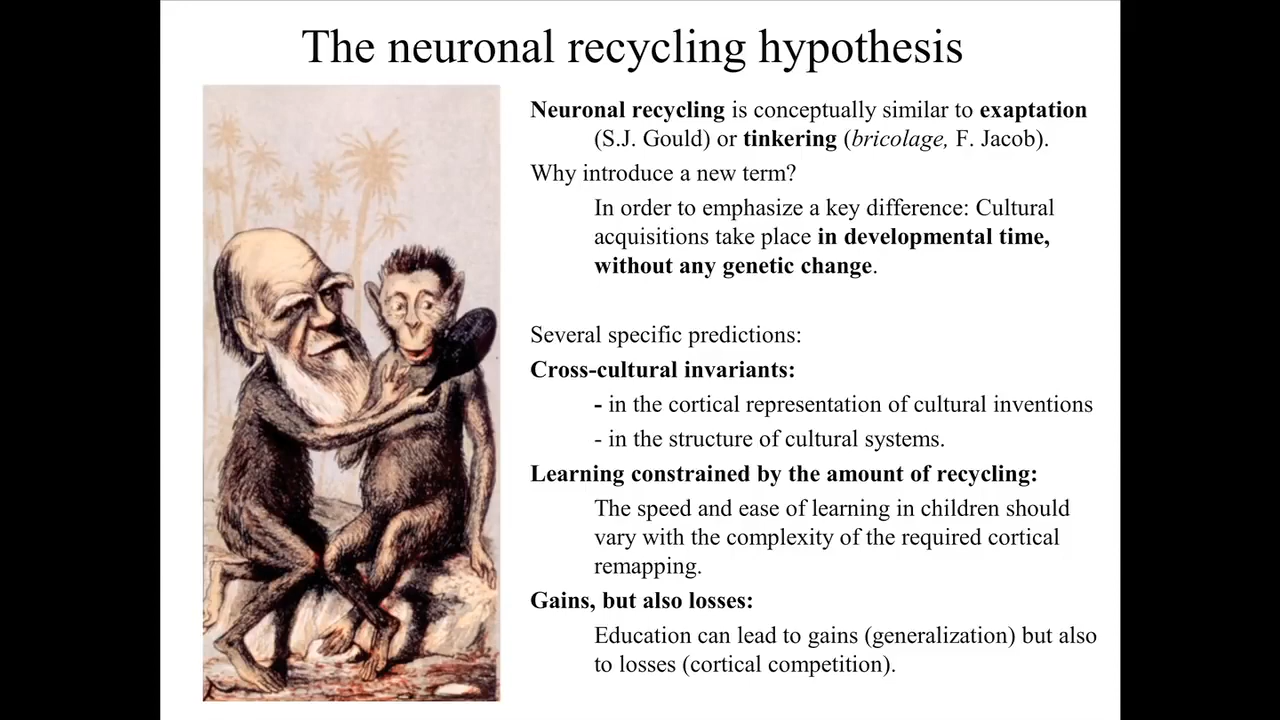 The neuronal recycling hypothesis
Neuronal recycling is conceptually similar to exaptation
(S.J. Gould) or tinkering (bricolage, F. Jacob).
Why introduce a new term?
In order to emphasize a key difference: Cultural
acquisitions take place in developmental time,
without any genetic change.
Several specific predictions:
Cross-cultural invariants:
- in the cortical representation of cultural inventions
- in the structure of cultural systems.
Learning constrained by the amount of recycling:
The speed and ease of learning in children should
vary with the complexity of the required cortical
remapping.
Gains, but also losses:
Education can lead to gains (generalization) but also
to losses (cortical competition).